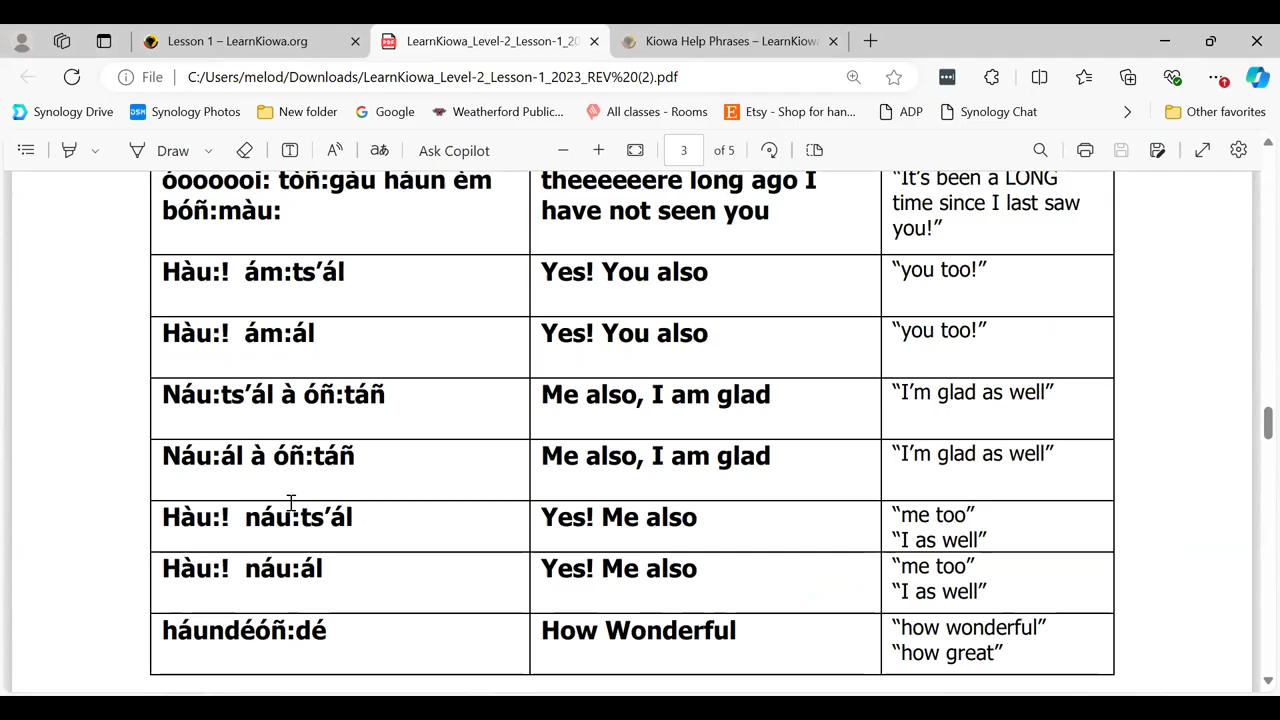 Lesson 1 – LearnKiowa.org
LearnKiowa_Level-2_Lesson-1_20
Kiowa Help Phrases – LearnKiowa
File
C:/Users/melod/Downloads/LearnKiowa_Level-2_Lesson-1_2023_REV%20(2).pdf
Synology Drive
DSM
Synology Photos
New folder
Google
Weatherford Public...
All classes - Rooms
E
Etsy - Shop for han...
ADP
Synology Chat
Other favorites
Draw
Ask Copilot
3 of 5
óooooói: tóñ:gàu háun èm
bóñ:màu:
theeeeeere long ago I
have not seen you
“It’s been a LONG
time since I last saw
you!”
Hàu:! ám:ts’ál
Yes! You also
“you too!”
Hàu:! ám:ál
Yes! You also
“you too!”
Náu:ts’ál à óñ:táñ
Me also, I am glad
“I’m glad as well”
Náu:ál à óñ:táñ
Me also, I am glad
“I’m glad as well”
Hàu:! náu:ts’ál
Yes! Me also
“me too”
“I as well”
Hàu:! náu:ál
Yes! Me also
“me too”
“I as well”
háundéóñ:dé
How Wonderful
“how wonderful”
“how great”